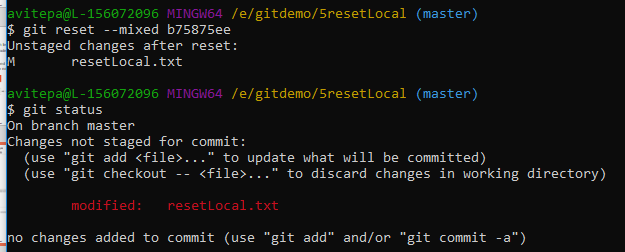 avitepa@L-156072096 MINGW64 /e/gitdemo/5resetLocal (master)
$ git reset --mixed b75875ee
Unstaged changes after reset:
M       resetLocal.txt
avitepa@L-156072096 MINGW64 /e/gitdemo/5resetLocal (master)
$ git status
On branch master
Changes not staged for commit:
  (use "git add <file>..." to update what will be committed)
  (use "git checkout -- <file>..." to discard changes in working directory)
        modified:   resetLocal.txt
no changes added to commit (use "git add" and/or "git commit -a")